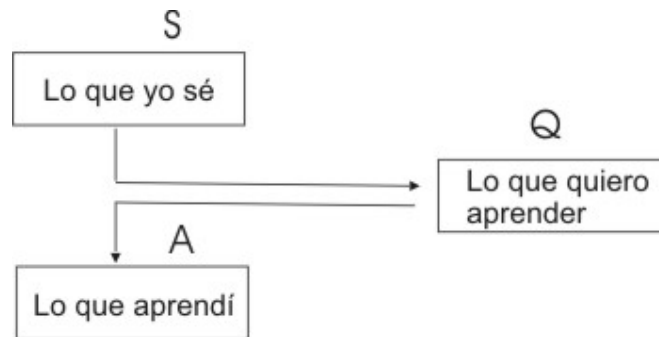 S
Lo que yo sé
Q
Lo que quiero
aprender
A
Lo que aprendí